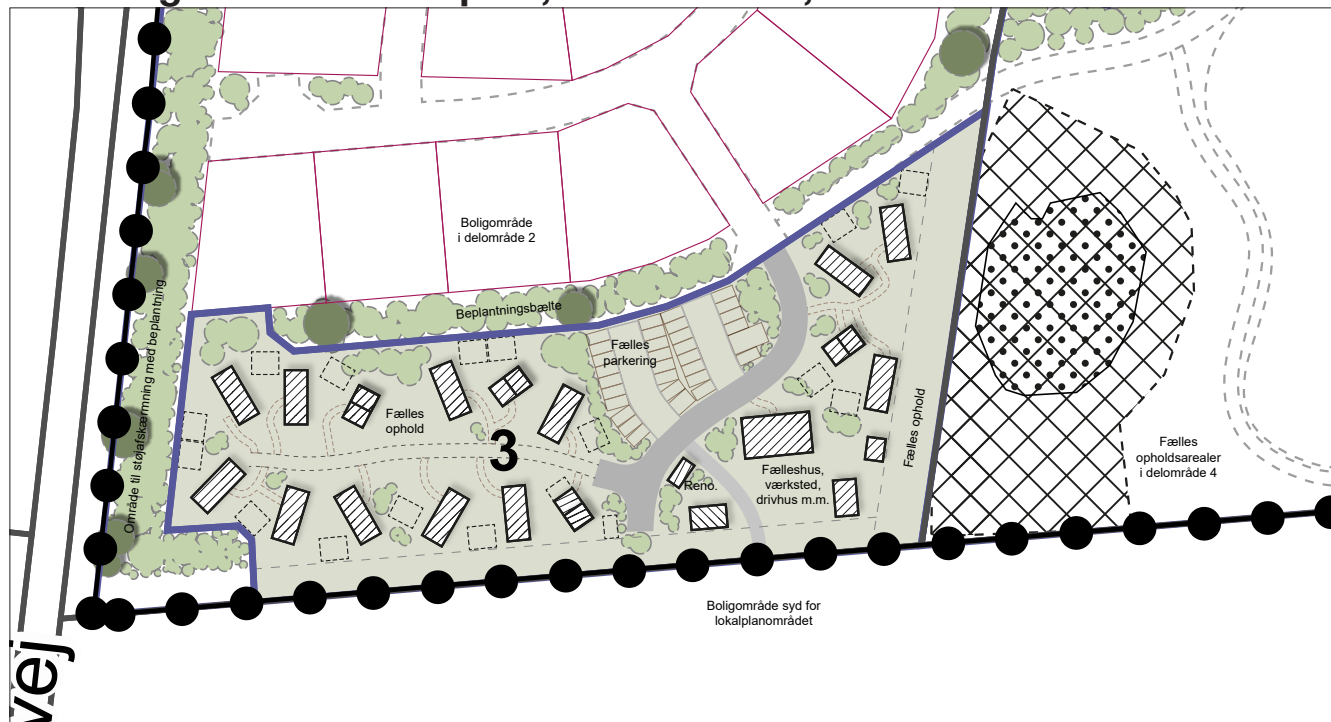 Boligområde
i delområde 2
Beplantningsbælte
Område til støjafskærmning med beplantning
Fælles
parkering
Fælles
ophold
3
Fælles ophold
Reno.
Fælleshus,
værksted,
drivhus m.m.
Fælles
opholdsarealer
i delområde 4
Boligområde syd for
lokalplanområdet
vej